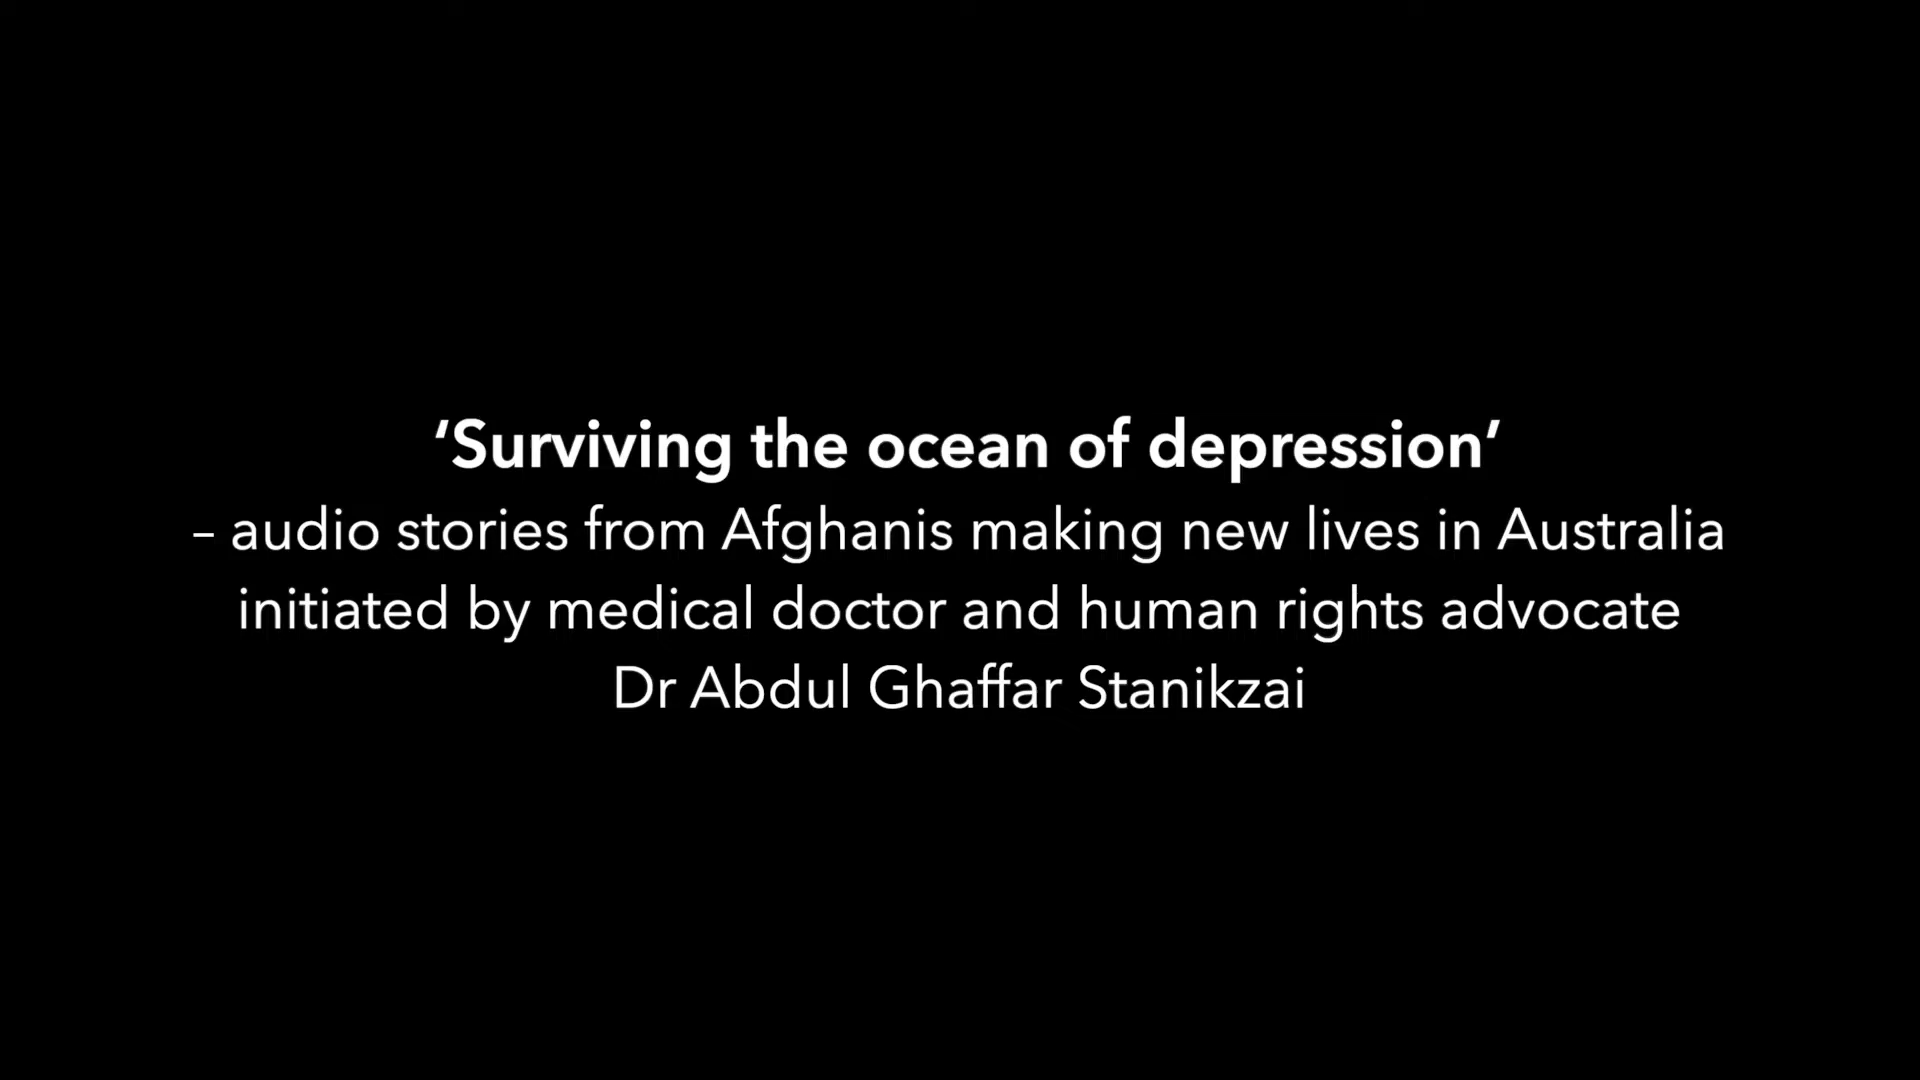 ‘Surviving the ocean of depression’
– audio stories from Afghanis making new lives in Australia
initiated by medical doctor and human rights advocate
Dr Abdul Ghaffar Stanikzai